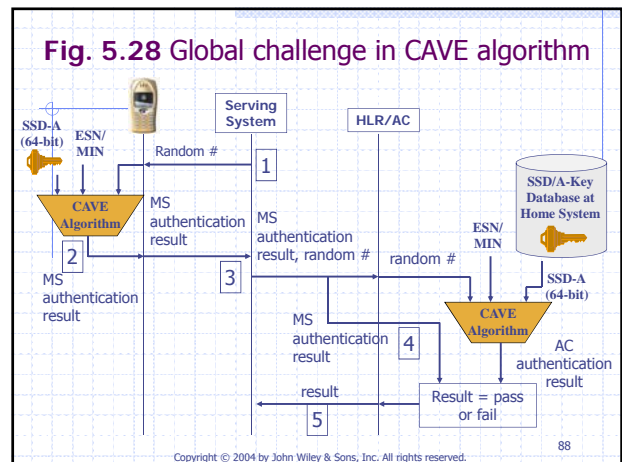 Fig. 5.28 Global challenge in CAVE algorithm
Serving
System
HLR/AC
SSD-A
(64-bit)
ESN/
MIN
Random #
1
CAVE
Algorithm
2
MS
authentication
result
MS
authentication
result
MS
authentication
result, random #
3
random #
ESN/
MIN
SSD/A-Key
Database at
Home System
SSD-A
(64-bit)
CAVE
Algorithm
MS
authentication
result
4
AC
authentication
result
result
5
Result = pass
or fail
88
Copyright © 2004 by John Wiley & Sons, Inc. All rights reserved.